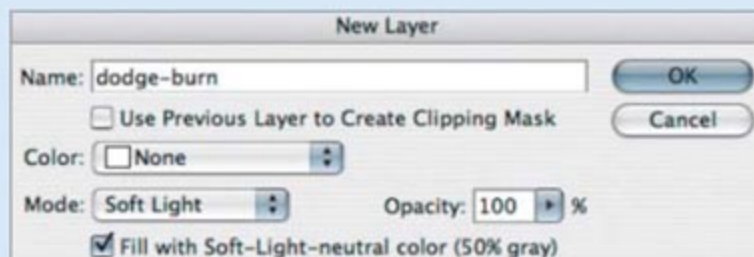 New Layer
Name: dodge-burn OK
Use Previous Layer to Create Clipping Mask Cancel
Color: None
Mode: Soft Light Opacity: 100 %
Fill with Soft-Light-neutral color (50% gray)